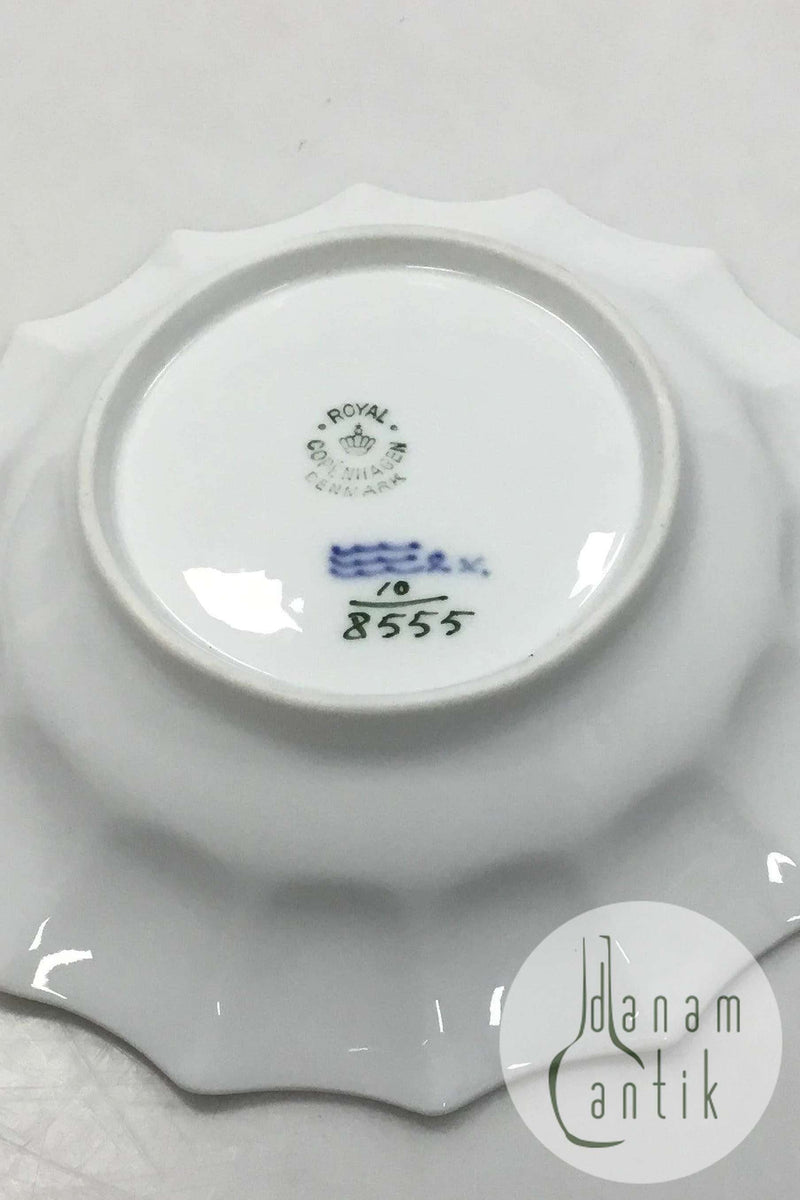 ROYAL
COPENHAGEN
DENMARK
10
8555
danam
antik